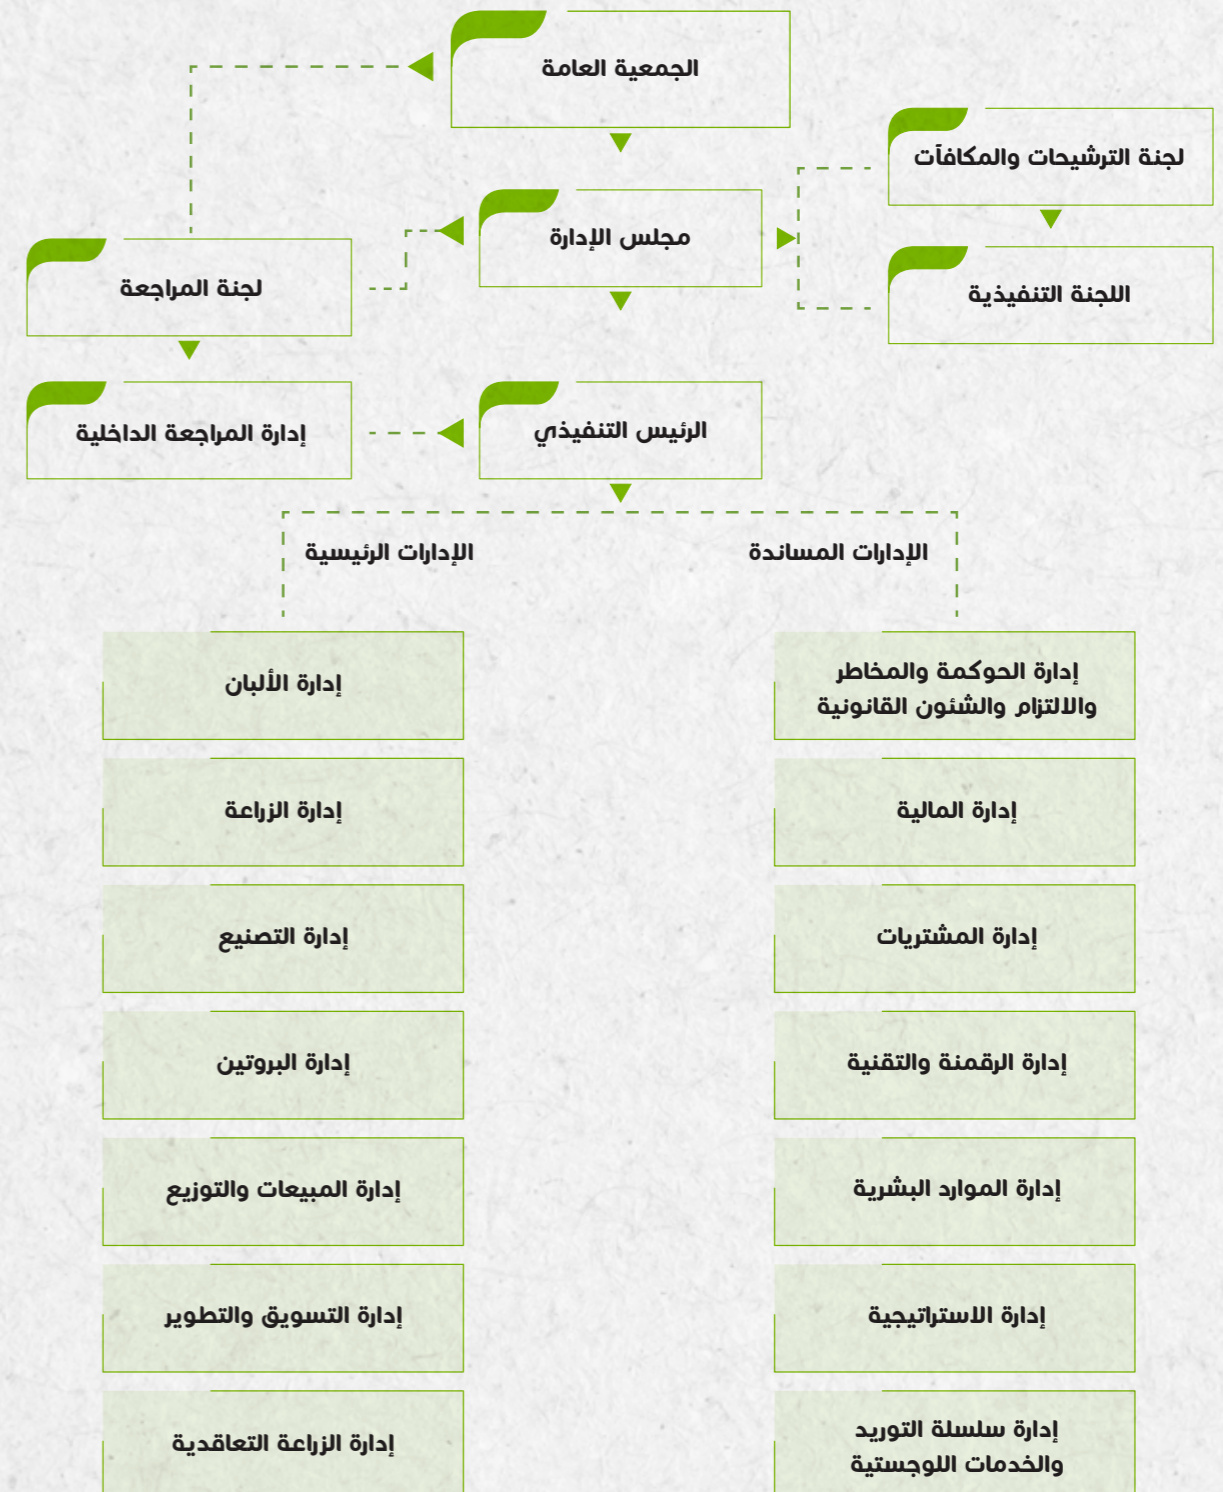 الجمعية العامة
لجنة الترشيحات والمكافآت
مجلس الإدارة
لجنة المراجعة
اللجنة التنفيذية
الرئيس التنفيذي
إدارة المراجعة الداخلية
الإدارات المساندة
الإدارات الرئيسية
إدارة الحوكمة والمخاطر
والالتزام والشئون القانونية
إدارة الألبان
إدارة المالية
إدارة الزراعة
إدارة المشتريات
إدارة التصنيع
إدارة الرقمنة والتقنية
إدارة البروتين
إدارة الموارد البشرية
إدارة المبيعات والتوزيع
إدارة الاستراتيجية
إدارة التسويق والتطوير
إدارة سلسلة التوريد
والخدمات اللوجستية
إدارة الزراعة التعاقدية